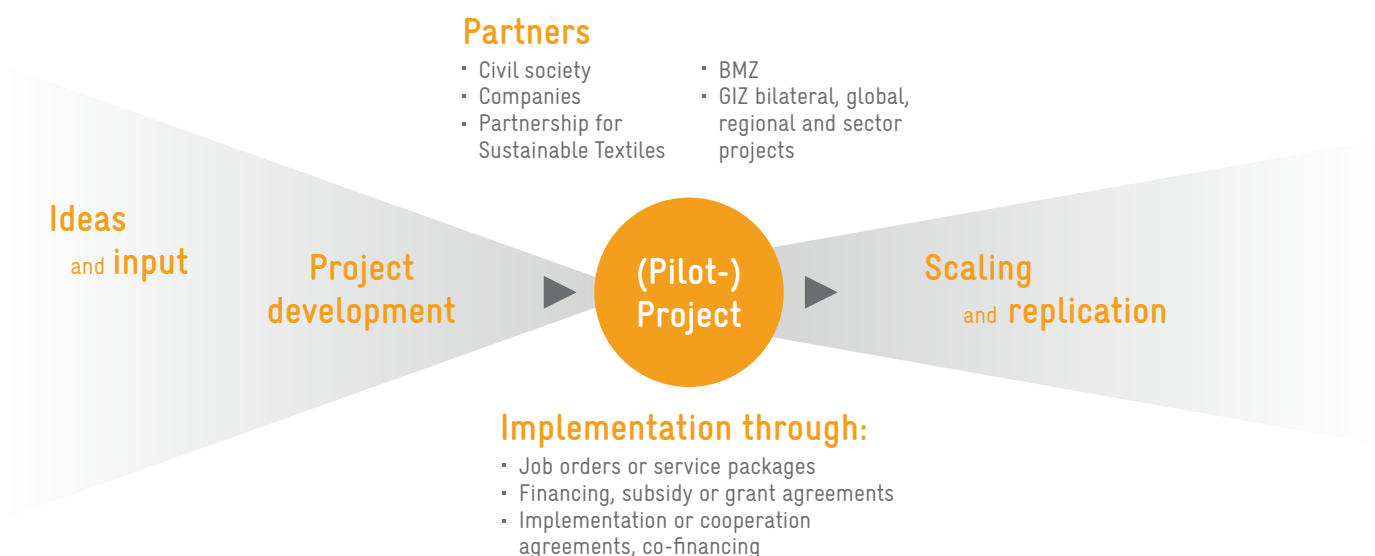 Partners
· Civil society
· Companies
· Partnership for
Sustainable Textiles
· BMZ
· GIZ bilateral, global,
regional and sector
projects
Ideas
and input
Project
development
(Pilot-)
Project
Scaling
and replication
Implementation through:
· Job orders or service packages
· Financing, subsidy or grant agreements
· Implementation or cooperation
agreements, co-financing